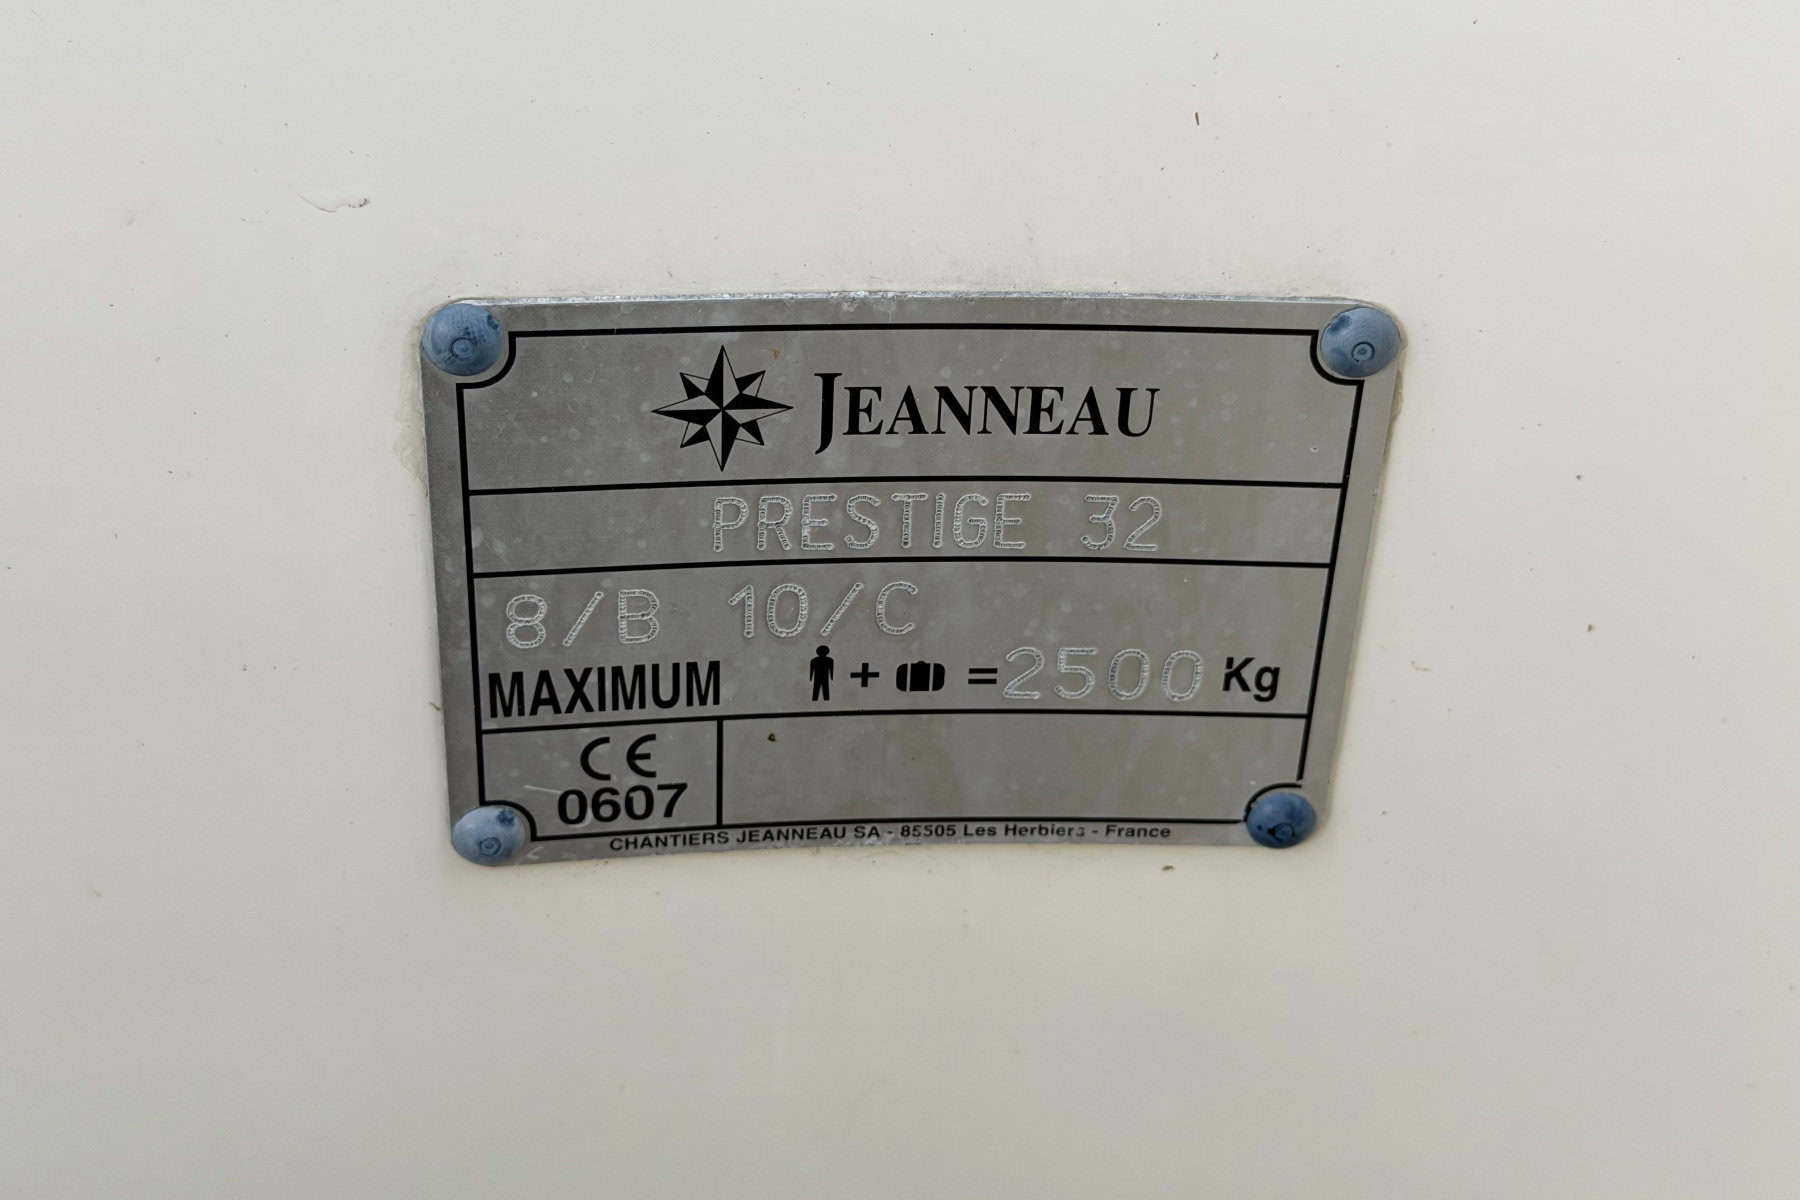 JEANNEAU
PRESTIGE 32
8/B 10/C
MAXIMUM + = 2500 Kg
CE
0607
CHANTIERS JEANNEAU SA - 85505 Les Herbiers - France